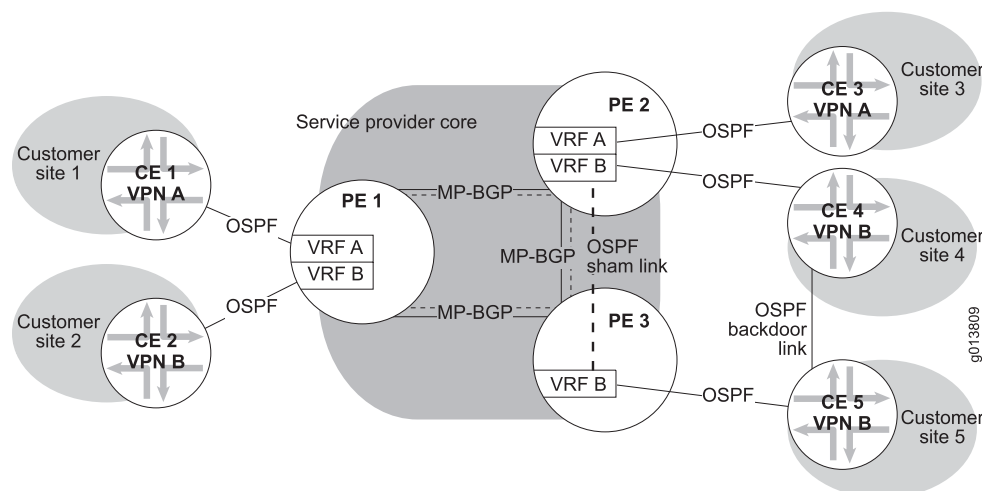 Service provider core
Customer
site 1
CE 1
VPN A
OSPF
Customer
site 2
CE 2
VPN B
OSPF
PE 1
VRF A
VRF B
MP-BGP
MP-BGP
MP-BGP
OSPF
sham link
PE 2
VRF A
VRF B
PE 3
VRF B
OSPF
OSPF
OSPF
CE 3
VPN A
Customer
site 3
CE 4
VPN B
Customer
site 4
OSPF
backdoor
link
CE 5
VPN B
Customer
site 5
g013809